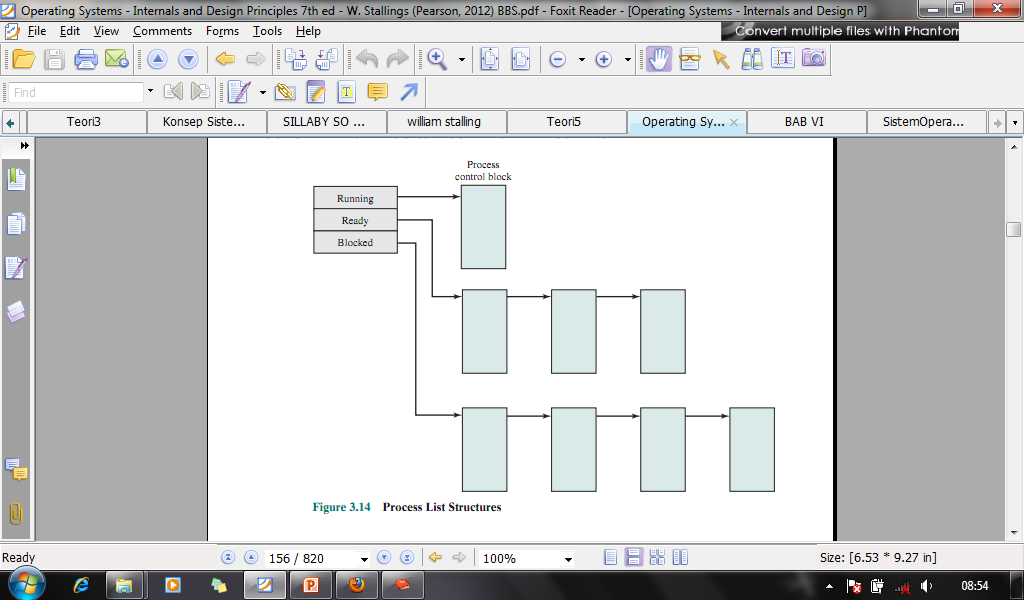 Operating Systems - Internals and Design Principles 7th ed - W. Stallings (Pearson, 2012) BBS.pdf - Foxit Reader - [Operating Systems - Internals and Design P]
File Edit View Comments Forms Tools Help
Convert multiple files with Phantom
Find
Teori3 Konsep Siste... SILLABY SO ... william stalling Teori5 Operating Sy... BAB VI SistemOpera...
Process
control block
Running
Ready
Blocked
Figure 3.14 Process List Structures
Ready 156 / 820 100% Size: [6.53 * 9.27 in]
08:54